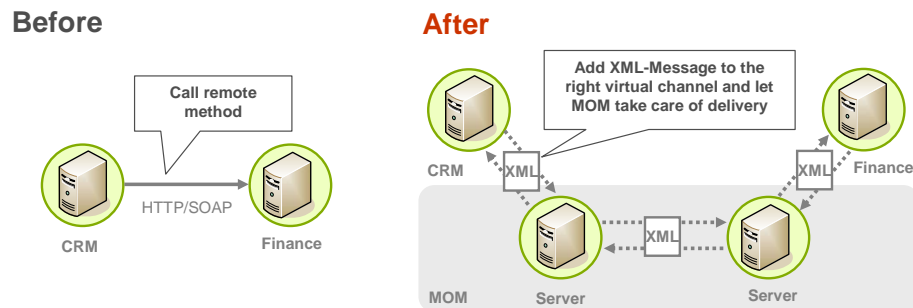 Before
Call remote
method
HTTP/SOAP
CRM
Finance
After
Add XML-Message to the
right virtual channel and let
MOM take care of delivery
CRM
XML
XML
Finance
XML
MOM
Server
Server